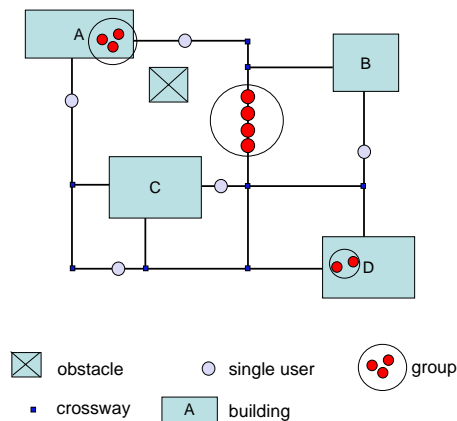 A
B
C
D
obstacle
single user
group
crossway
A
building